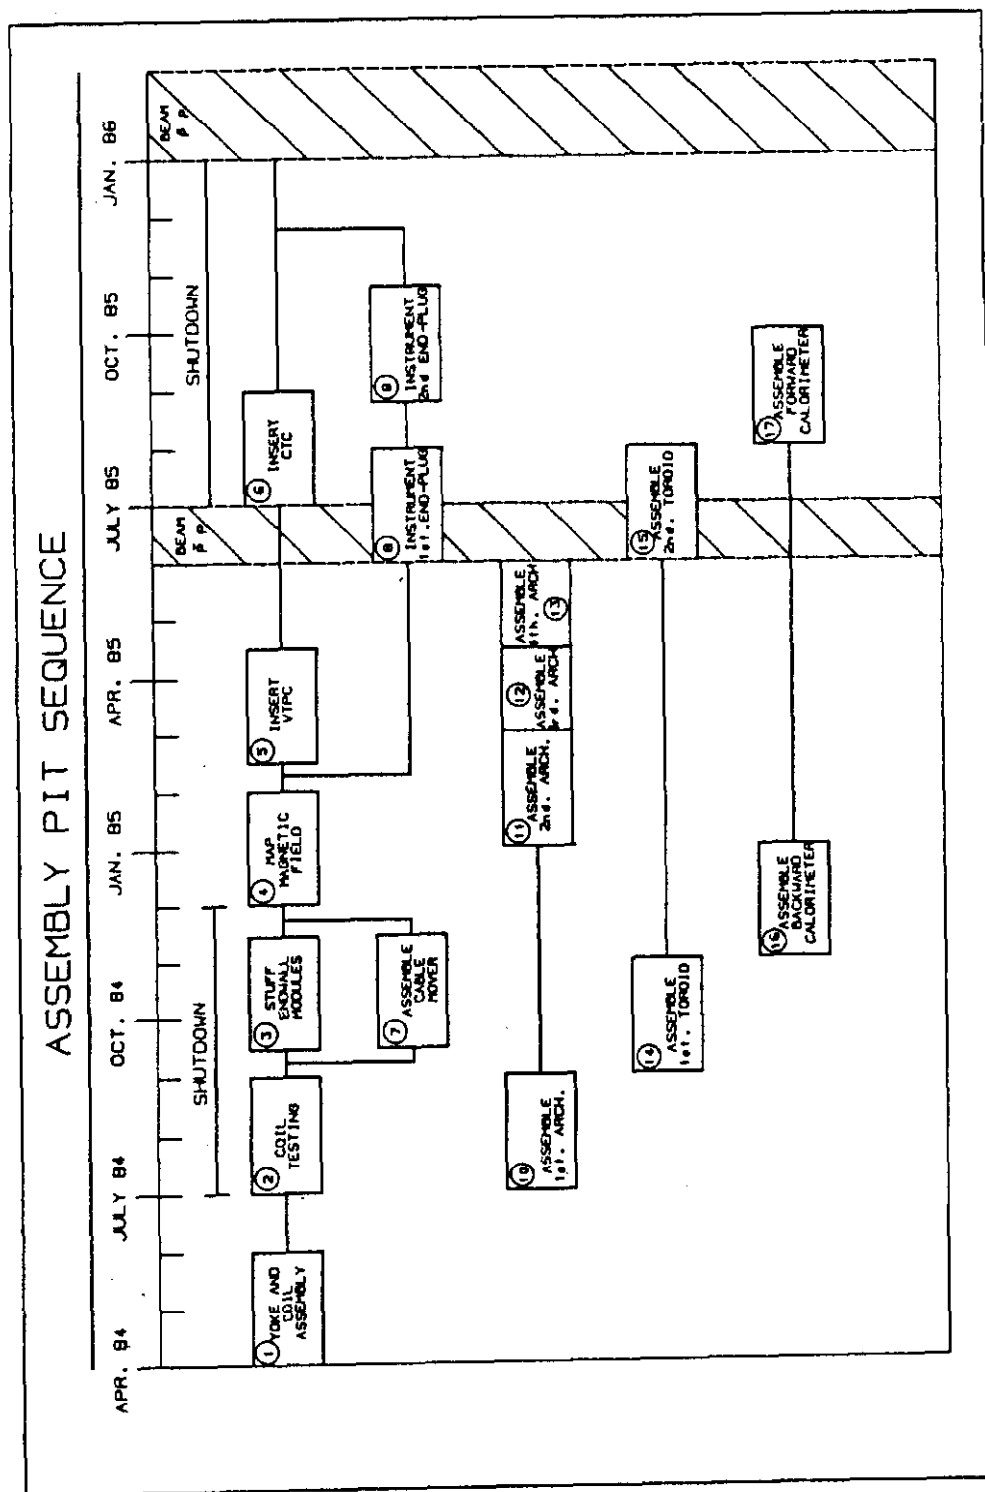 ASSEMBLY PIT SEQUENCE
APR. 84
JULY 84
OCT. 84
JAN. 85
APR. 85
JULY 85
OCT. 85
JAN. 86
SHUTDOWN
BEAM
p̄ p
SHUTDOWN
BEAM
p̄ p
1 YOKE AND
COIL
ASSEMBLY
2 COIL
TESTING
3 STUFF
ENDWALL
MODULES
4 MAP
MAGNETIC
FIELD
5 INSERT
VTPC
6 INSERT
CTC
7 ASSEMBLE
CABLE
MOVER
8 INSTRUMENT
1st. END-PLUG
INSTRUMENT
2nd END-PLUG
10 ASSEMBLE
1st. ARCH.
11 ASSEMBLE
2nd. ARCH.
12
ASSEMBLE
3rd. ARCH
ASSEMBLE
4th. ARCH
13
14 ASSEMBLE
1st. TOROID
15 ASSEMBLE
2nd. TOROID
16 ASSEMBLE
BACKWARD
CALORIMETER
17 ASSEMBLE
FORWARD
CALORIMETER